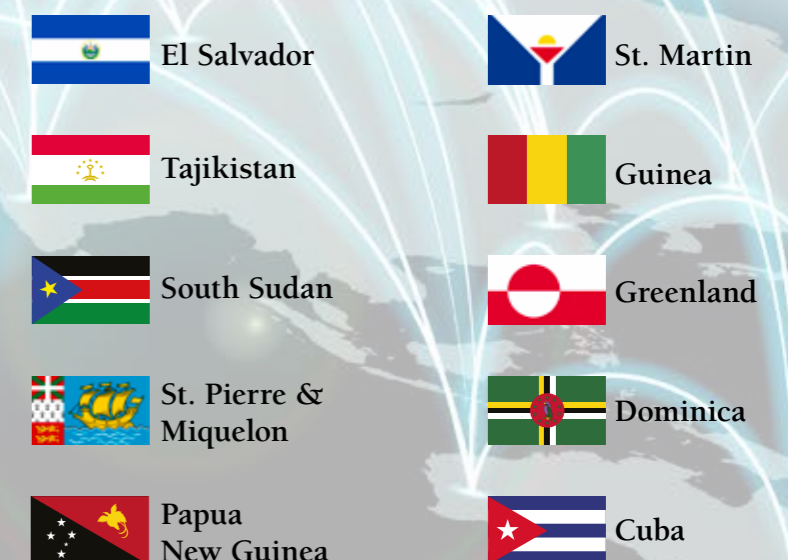 El Salvador
Tajikistan
South Sudan
St. Pierre &
Miquelon
Papua
New Guinea
St. Martin
Guinea
Greenland
Dominica
Cuba